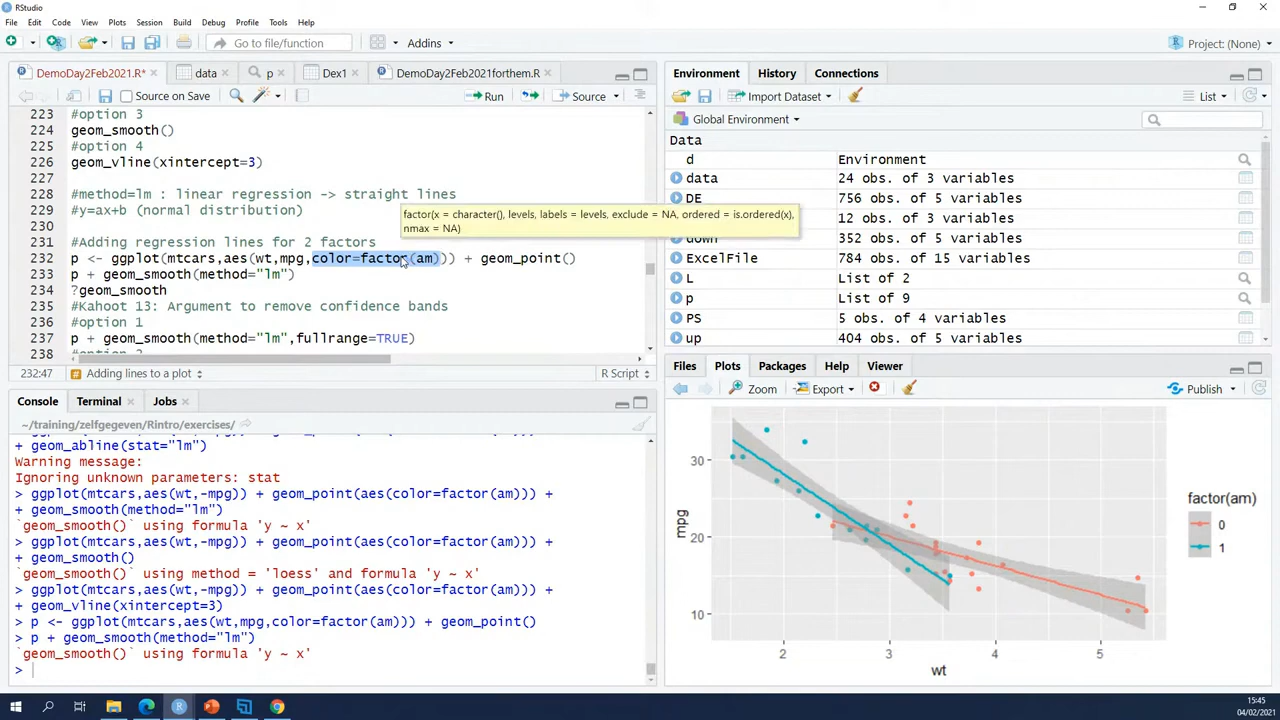 RStudio
File Edit Code View Plots Session Build Debug Profile Tools Help
Go to file/function
Addins
Project: (None)
DemoDay2Feb2021.R* data p Dex1 DemoDay2Feb2021forthem.R
Source on Save Run Source
223 #option 3
224 geom_smooth()
225 #option 4
226 geom_vline(xintercept=3)
227
228 #method=lm : linear regression -> straight lines
229 #y=ax+b (normal distribution)
230
factor(x = character(), levels, labels = levels, exclude = NA, ordered = is.ordered(x),
nmax = NA)
231 #Adding regression lines for 2 factors
232 p <- ggplot(mtcars,aes(wt,mpg,color=factor(am))) + geom_point()
233 p + geom_smooth(method="lm")
234 ?geom_smooth
235 #Kahoot 13: Argument to remove confidence bands
236 #option 1
237 p + geom_smooth(method="lm",fullrange=TRUE)
238
232:47 # Adding lines to a plot R Script
Console Terminal Jobs
~/training/zelfgegeven/Rintro/exercises/
+ geom_abline(stat="lm")
Warning message:
Ignoring unknown parameters: stat
> ggplot(mtcars,aes(wt,-mpg)) + geom_point(aes(color=factor(am))) +
+ geom_smooth(method="lm")
`geom_smooth()` using formula 'y ~ x'
> ggplot(mtcars,aes(wt,-mpg)) + geom_point(aes(color=factor(am))) +
+ geom_smooth()
`geom_smooth()` using method = 'loess' and formula 'y ~ x'
> ggplot(mtcars,aes(wt,-mpg)) + geom_point(aes(color=factor(am))) +
+ geom_vline(xintercept=3)
> p <- ggplot(mtcars,aes(wt,mpg,color=factor(am))) + geom_point()
> p + geom_smooth(method="lm")
`geom_smooth()` using formula 'y ~ x'
>
Environment History Connections
Import Dataset List
Global Environment
Data
d Environment
data 24 obs. of 3 variables
DE 756 obs. of 5 variables
12 obs. of 3 variables
down 352 obs. of 5 variables
ExcelFile 784 obs. of 15 variables
L List of 2
p List of 9
PS 5 obs. of 4 variables
up 404 obs. of 5 variables
Files Plots Packages Help Viewer
Zoom Export Publish
30
20
10
mpg
2 3 4 5
wt
factor(am)
0
1
15:45
04/02/2021